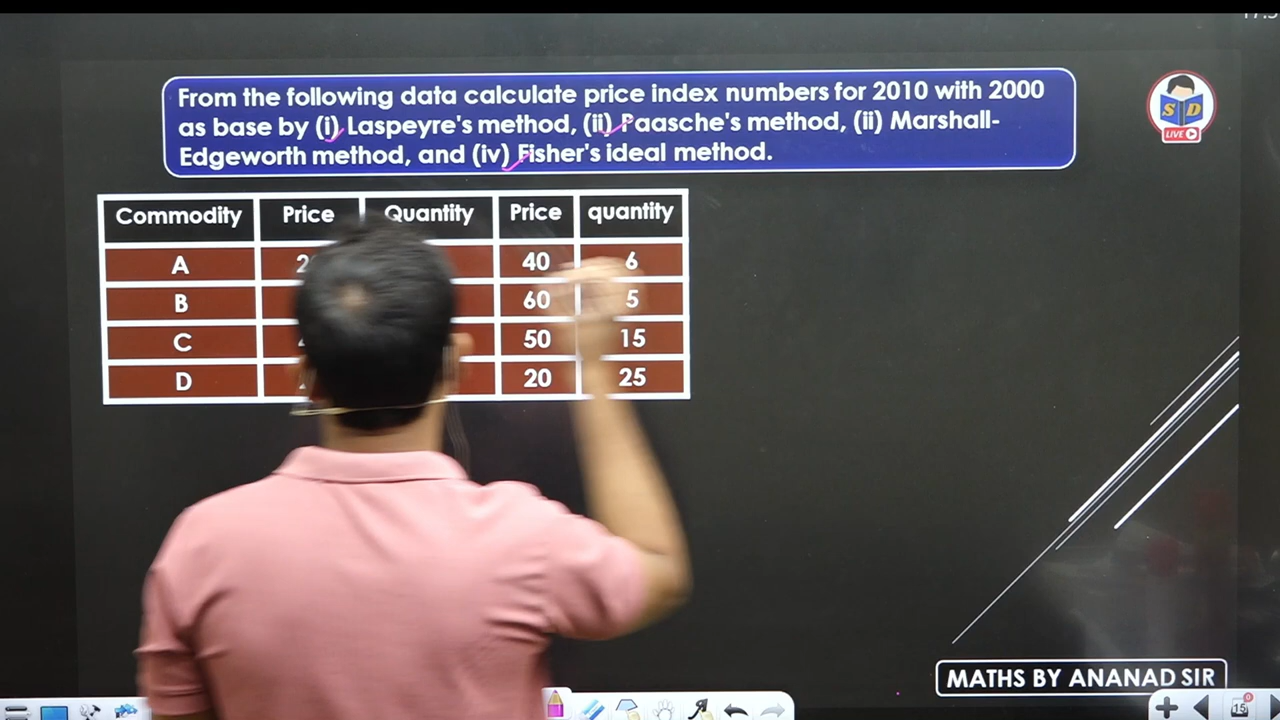 From the following data calculate price index numbers for 2010 with 2000
as base by (i) Laspeyre's method, (ii) Paasche's method, (ii) Marshall-
Edgeworth method, and (iv) Fisher's ideal method.
S D
LIVE
Commodity Price Quantity Price quantity
A 40 6
B 60 5
C 50 15
D 20 25
MATHS BY ANANAD SIR
15